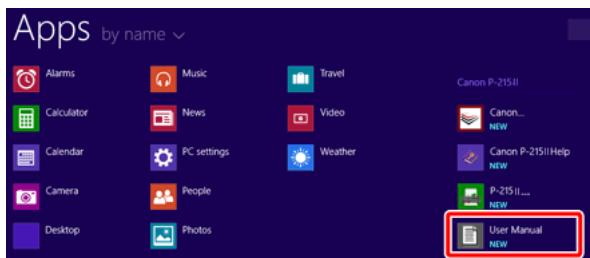 Apps by name
Alarms
Calculator
Calendar
Camera
Desktop
Music
News
PC settings
People
Photos
Travel
Video
Weather
Canon P-215II
Canon...
NEW
Canon P-215II Help
NEW
P-215II ....
NEW
User Manual
NEW